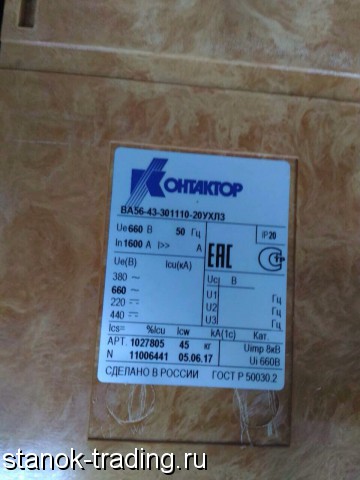 КОНТАКТОР
ВА56-43-301110-20УХЛ3
Ue 660 В 50 Гц
In 1600 А I>> А
IP20
ЕАС
Ue(В) Icu(кА)
380 ~
660 ~
220 ⎓
440 ⎓
Uc В
U1 Гц
U2 Гц
U3 Гц
Ics= %Icu Icw кА(1с) Кат.
АРТ. 1027805 45 кг Uimp 8кВ
N 11006441 05.06.17 Ui 660В
СДЕЛАНО В РОССИИ ГОСТ Р 50030.2
stanok-trading.ru